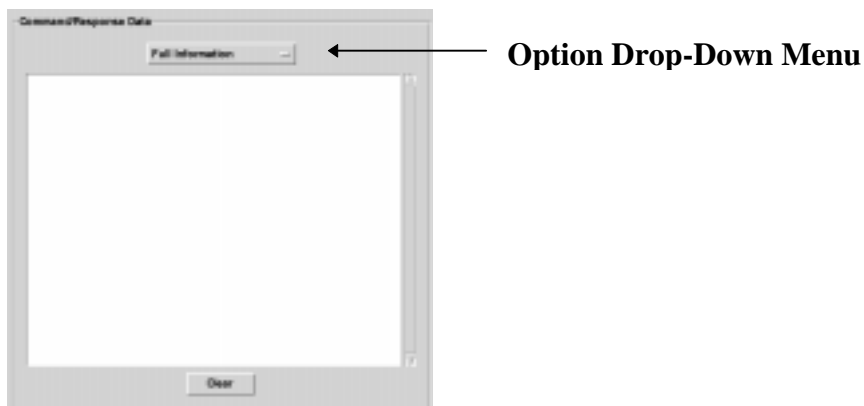 Command/Response Data
Full Information
Option Drop-Down Menu
Clear